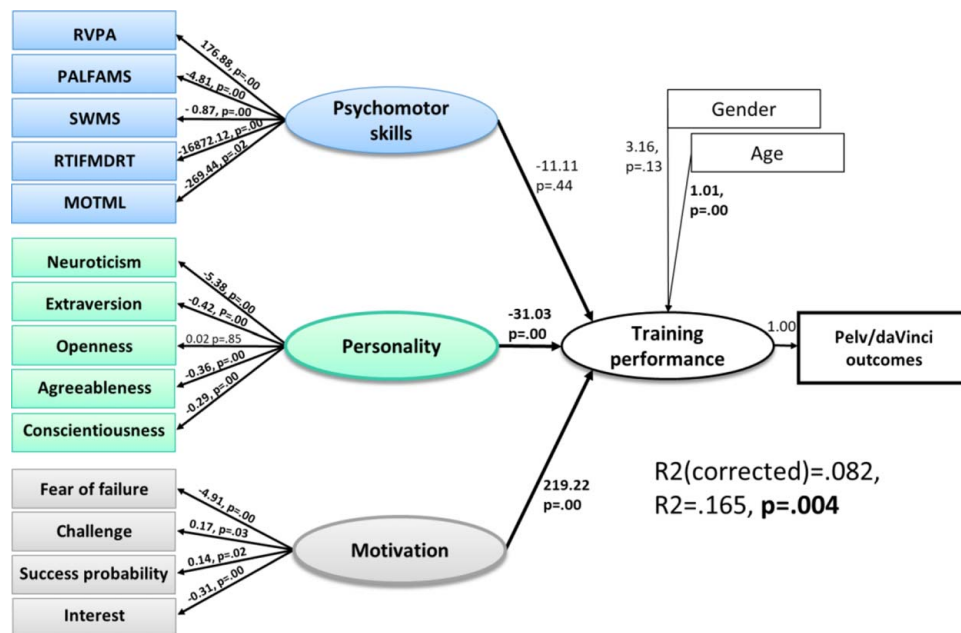 RVPA
PALFAMS
SWMS
RTIFMDRT
MOTML
176.88, p=.00
-4.81, p=.00
- 0.87, p=.00
-16872.12, p=.00
-269.44, p=.02
Psychomotor
skills
-11.11
p=.44
Gender
Age
3.16,
p=.13
1.01,
p=.00
Neuroticism
Extraversion
Openness
Agreeableness
Conscientiousness
-5.38, p=.00
-0.42, P=.00
0.02 p=.85
-0.36, p=.00
-0.29, p=.00
Personality
-31.03
p=.00
Training
performance
1.00
Pelv/daVinci
outcomes
Fear of failure
Challenge
Success probability
Interest
-4.91, p=.00
0.17, p=.03
0.14, p=.02
-0.31, p=.00
Motivation
219.22
p=.00
R2(corrected)=.082,
R2=.165, p=.004